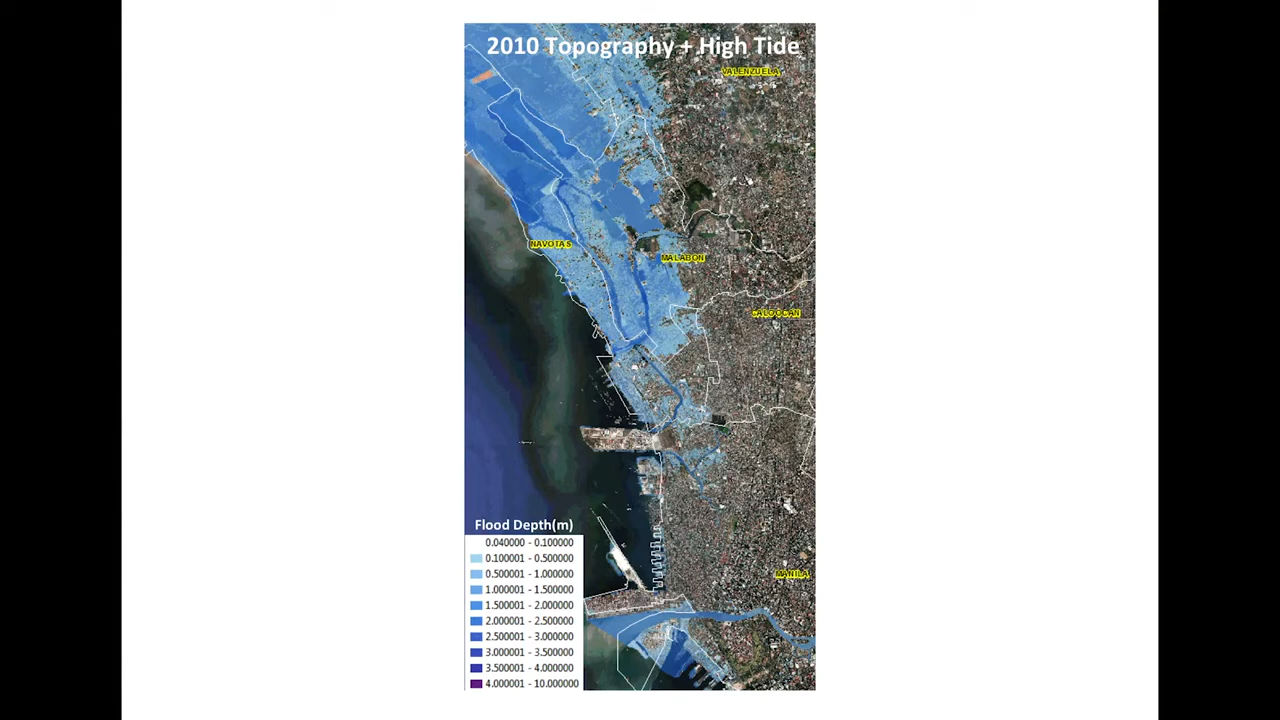 2010 Topography + High Tide
VALENZUELA
NAVOTAS
MALABON
CALOOCAN
MANILA
Flood Depth(m)
0.040000 - 0.100000
0.100001 - 0.500000
0.500001 - 1.000000
1.000001 - 1.500000
1.500001 - 2.000000
2.000001 - 2.500000
2.500001 - 3.000000
3.000001 - 3.500000
3.500001 - 4.000000
4.000001 - 10.000000